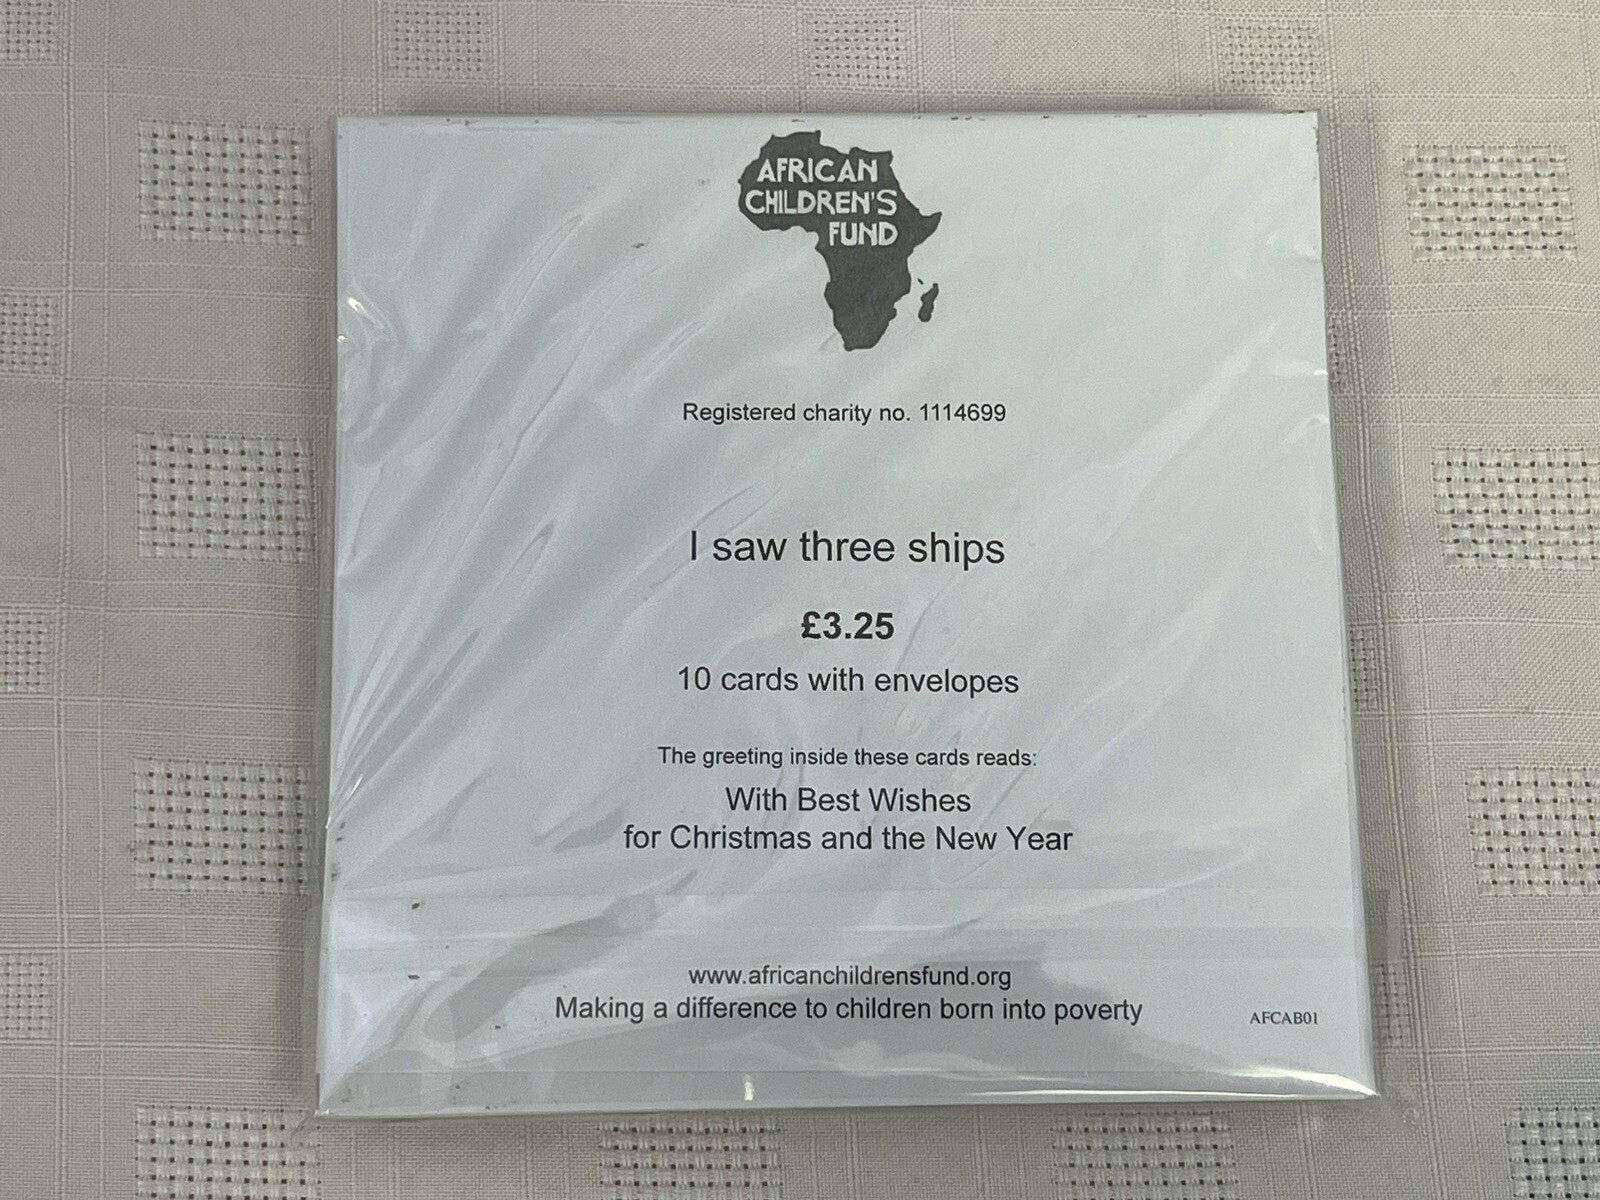 AFRICAN
CHILDREN'S
FUND
Registered charity no. 1114699
I saw three ships
£3.25
10 cards with envelopes
The greeting inside these cards reads:
With Best Wishes
for Christmas and the New Year
www.africanchildrensfund.org
Making a difference to children born into poverty
AFCAB01